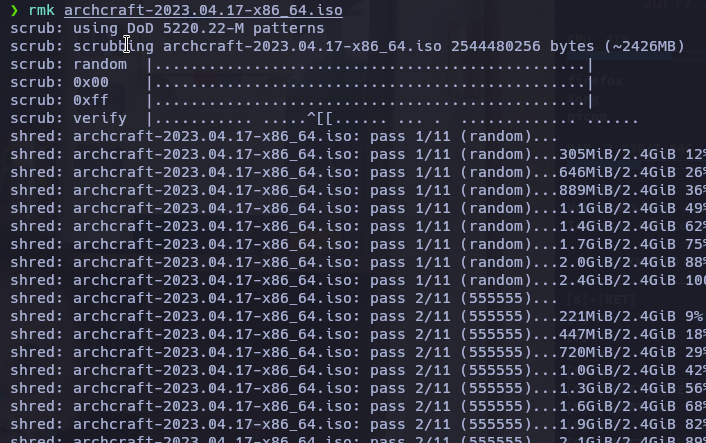 ❯ rmk archcraft-2023.04.17-x86_64.iso
scrub: using DoD 5220.22-M patterns
scrub: scrubbing archcraft-2023.04.17-x86_64.iso 2544480256 bytes (~2426MB)
scrub: random  |................................................|
scrub: 0x00    |................................................|
scrub: 0xff    |................................................|
scrub: verify  |........... .....^[[...... ... .  ................ .....
shred: archcraft-2023.04.17-x86_64.iso: pass 1/11 (random)...
shred: archcraft-2023.04.17-x86_64.iso: pass 1/11 (random)...305MiB/2.4GiB 12%
shred: archcraft-2023.04.17-x86_64.iso: pass 1/11 (random)...646MiB/2.4GiB 26%
shred: archcraft-2023.04.17-x86_64.iso: pass 1/11 (random)...889MiB/2.4GiB 36%
shred: archcraft-2023.04.17-x86_64.iso: pass 1/11 (random)...1.1GiB/2.4GiB 49%
shred: archcraft-2023.04.17-x86_64.iso: pass 1/11 (random)...1.4GiB/2.4GiB 62%
shred: archcraft-2023.04.17-x86_64.iso: pass 1/11 (random)...1.7GiB/2.4GiB 75%
shred: archcraft-2023.04.17-x86_64.iso: pass 1/11 (random)...2.0GiB/2.4GiB 88%
shred: archcraft-2023.04.17-x86_64.iso: pass 1/11 (random)...2.4GiB/2.4GiB 100
shred: archcraft-2023.04.17-x86_64.iso: pass 2/11 (555555)...
shred: archcraft-2023.04.17-x86_64.iso: pass 2/11 (555555)...221MiB/2.4GiB 9%
shred: archcraft-2023.04.17-x86_64.iso: pass 2/11 (555555)...447MiB/2.4GiB 18%
shred: archcraft-2023.04.17-x86_64.iso: pass 2/11 (555555)...720MiB/2.4GiB 29%
shred: archcraft-2023.04.17-x86_64.iso: pass 2/11 (555555)...1.0GiB/2.4GiB 42%
shred: archcraft-2023.04.17-x86_64.iso: pass 2/11 (555555)...1.3GiB/2.4GiB 56%
shred: archcraft-2023.04.17-x86_64.iso: pass 2/11 (555555)...1.6GiB/2.4GiB 68%
shred: archcraft-2023.04.17-x86_64.iso: pass 2/11 (555555)...1.9GiB/2.4GiB 82%
shred: archcraft-2023.04.17-x86_64.iso: pass 2/11 (555555)...2.1GiB/2.4GiB 89%